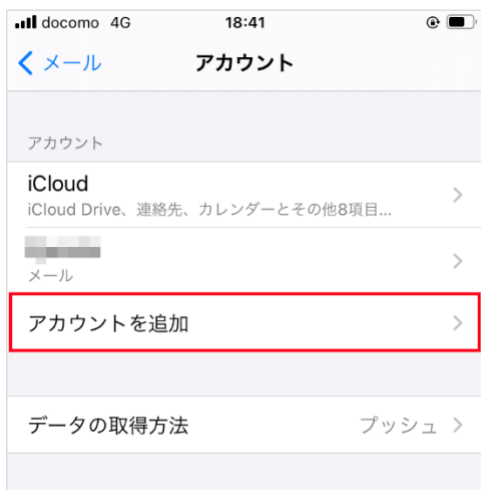 docomo 4G 18:41
メール アカウント
アカウント
iCloud
iCloud Drive、連絡先、カレンダーとその他8項目...
メール
アカウントを追加
データの取得方法 プッシュ